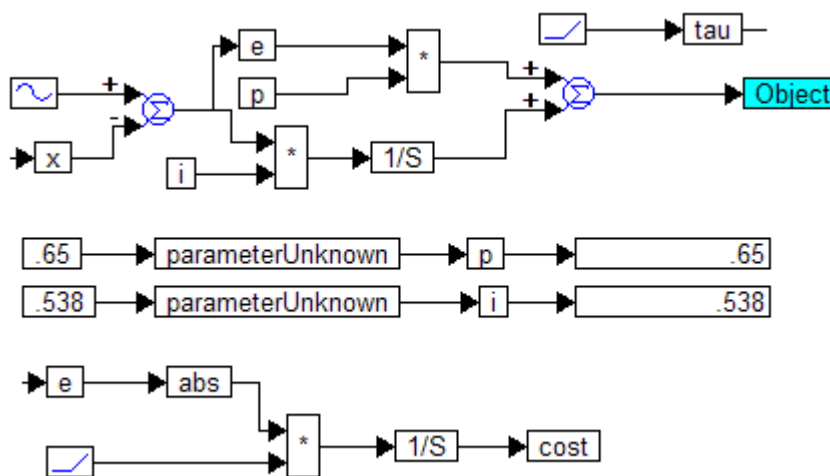 e
*
tau
p
+
+
Σ
Object
+
-
Σ
+
x
i
*
1/S
.65
parameterUnknown
p
.65
.538
parameterUnknown
i
.538
e
abs
*
1/S
cost